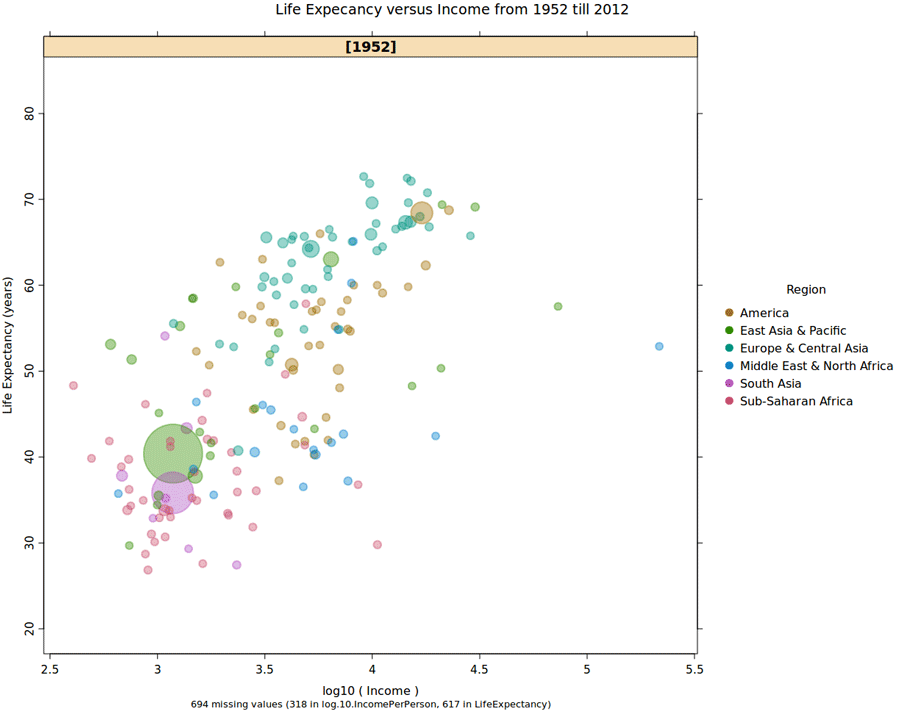 Life Expecancy versus Income from 1952 till 2012
[1952]
Life Expectancy (years)
80
70
60
50
40
30
20
2.5 3 3.5 4 4.5 5 5.5
log10 ( Income )
694 missing values (318 in log.10.IncomePerPerson, 617 in LifeExpectancy)
Region
America
East Asia & Pacific
Europe & Central Asia
Middle East & North Africa
South Asia
Sub-Saharan Africa